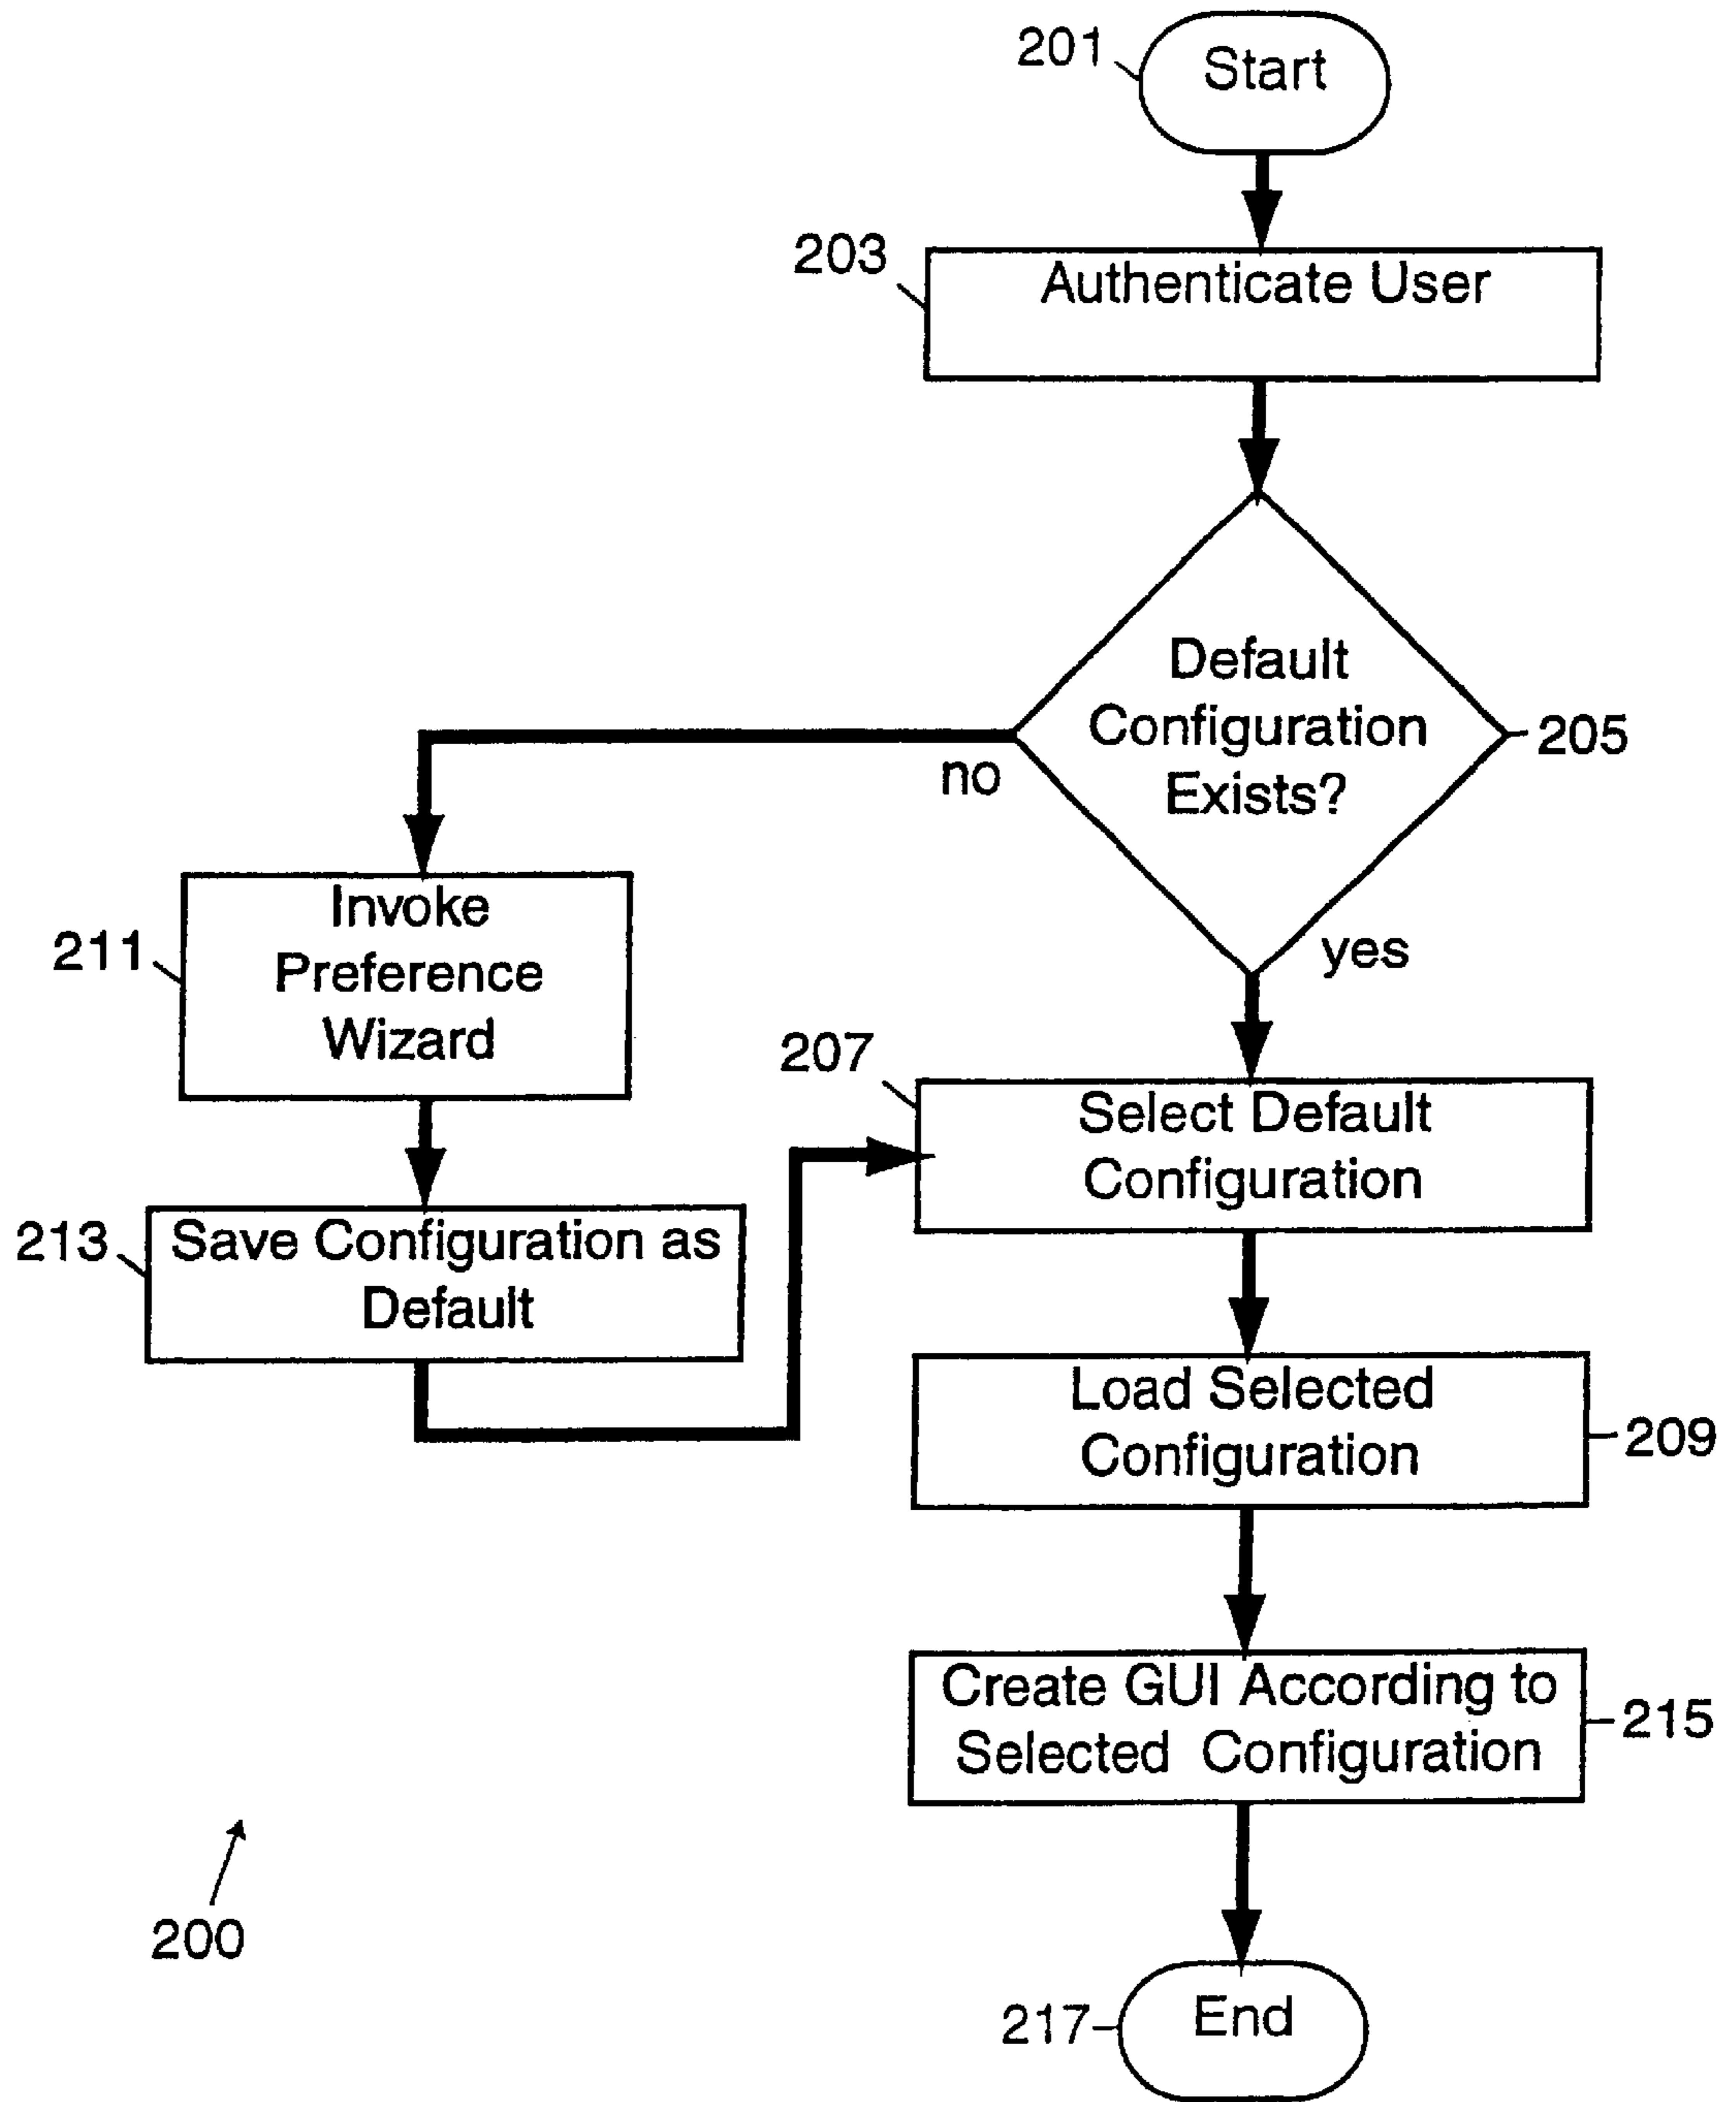 201
Start
203
Authenticate User
Default
Configuration
Exists?
205
no
yes
211
Invoke
Preference
Wizard
207
Select Default
Configuration
213
Save Configuration as
Default
Load Selected
Configuration
209
Create GUI According to
Selected Configuration
215
200
217
End